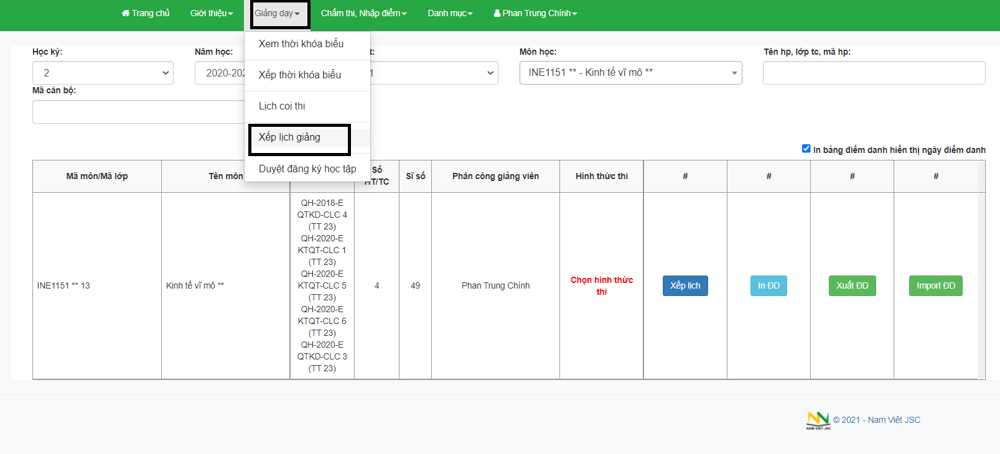 Trang chủ Giới thiệu Giảng dạy Chấm thi, Nhập điểm Danh mục Phan Trung Chính
Xem thời khóa biểu
Xếp thời khóa biểu
Lịch coi thi
Xếp lịch giảng
Duyệt đăng ký học tập
Học kỳ: Năm học: t: Môn học: Tên hp, lớp tc, mã hp:
2 2020-202 1 INE1151 ** - Kinh tế vĩ mô **
Mã cán bộ:
In bảng điểm danh hiển thị ngày điểm danh
Mã môn/Mã lớp Tên môn Số HT/TC Sĩ số Phân công giảng viên Hình thức thi # # # #
INE1151 ** 13 Kinh tế vĩ mô **
QH-2018-E
QTKD-CLC 4
(TT 23)
QH-2020-E
KTQT-CLC 1
(TT 23)
QH-2020-E
KTQT-CLC 5
(TT 23)
QH-2020-E
KTQT-CLC 6
(TT 23)
QH-2020-E
QTKD-CLC 3
(TT 23)
4 49 Phan Trung Chính
Chọn hình thức
thi
Xếp lịch In ĐD Xuất ĐD Import ĐD
NAM VIET JSC
© 2021 - Nam Việt JSC